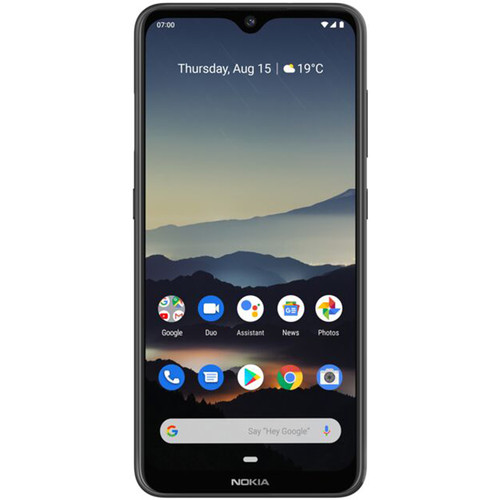 07:00
Thursday, Aug 15 | 19°C
Google Duo Assistant News Photos
Say "Hey Google"
NOKIA